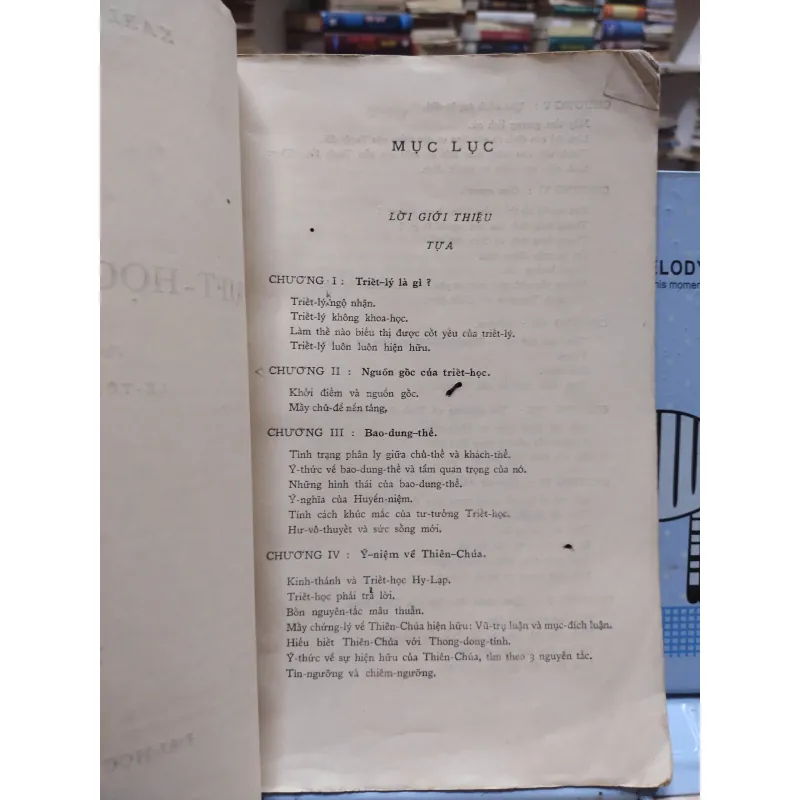 MỤC LỤC
LỜI GIỚI THIỆU
TỰA
CHƯƠNG I : Triết-lý là gì ?
Triết-lý ngộ nhận.
Triết-lý không khoa-học.
Làm thế nào biểu thị được cốt yếu của triết-lý.
Triết-lý luôn luôn hiện hữu.
CHƯƠNG II : Nguồn gốc của triết-học.
Khởi điểm và nguồn gốc.
Mấy chủ-đề nền tảng,
CHƯƠNG III : Bao-dung-thể.
Tình trạng phân ly giữa chủ-thể và khách-thể.
Ý-thức về bao-dung-thể và tầm quan trọng của nó.
Những hình thái của bao-dung-thể.
Ý-nghĩa của Huyền-niệm.
Tính cách khúc mắc của tư-tưởng Triết-học.
Hư-vô-thuyết và sức sống mới.
CHƯƠNG IV : Ý-niệm về Thiên-Chúa.
Kinh-thánh và Triết-học Hy-Lạp.
Triết-học phải trả lời.
Bốn nguyên-tắc mâu thuẫn.
Mấy chứng-lý về Thiên-Chúa hiện hữu: Vũ-trụ luận và mục-đích luận.
Hiểu biết Thiên-Chúa với Thong-dong-tính.
Ý-thức về sự hiện hữu của Thiên-Chúa, tìm theo 3 nguyên tắc.
Tín-ngưỡng và chiêm-ngưỡng.
ELODY
his momen